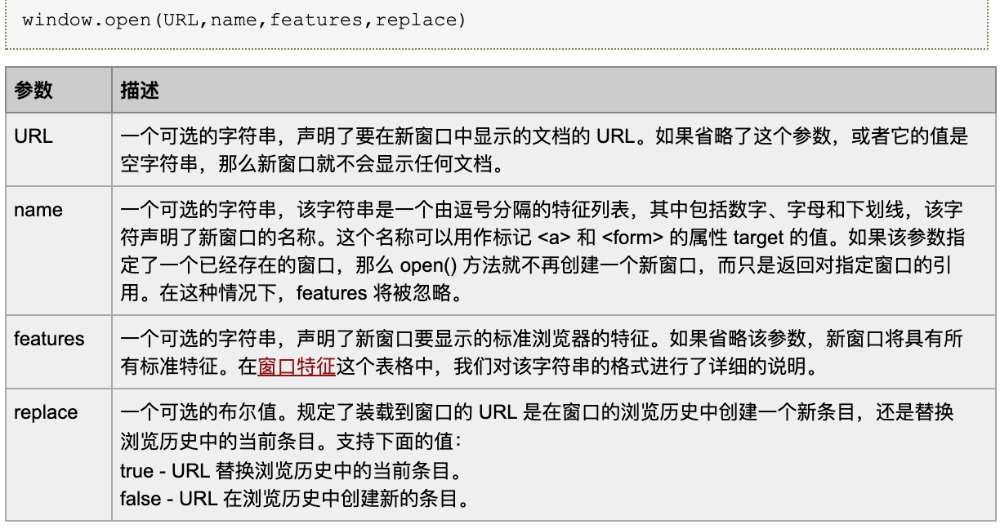 window.open(URL,name,features,replace)
参数 描述
URL 一个可选的字符串，声明了要在新窗口中显示的文档的 URL。如果省略了这个参数，或者它的值是
空字符串，那么新窗口就不会显示任何文档。
name 一个可选的字符串，该字符串是一个由逗号分隔的特征列表，其中包括数字、字母和下划线，该字
符声明了新窗口的名称。这个名称可以用作标记 <a> 和 <form> 的属性 target 的值。如果该参数指
定了一个已经存在的窗口，那么 open() 方法就不再创建一个新窗口，而只是返回对指定窗口的引
用。在这种情况下，features 将被忽略。
features 一个可选的字符串，声明了新窗口要显示的标准浏览器的特征。如果省略该参数，新窗口将具有所
有标准特征。在窗口特征这个表格中，我们对该字符串的格式进行了详细的说明。
replace 一个可选的布尔值。规定了装载到窗口的 URL 是在窗口的浏览历史中创建一个新条目，还是替换
浏览历史中的当前条目。支持下面的值：
true - URL 替换浏览历史中的当前条目。
false - URL 在浏览历史中创建新的条目。